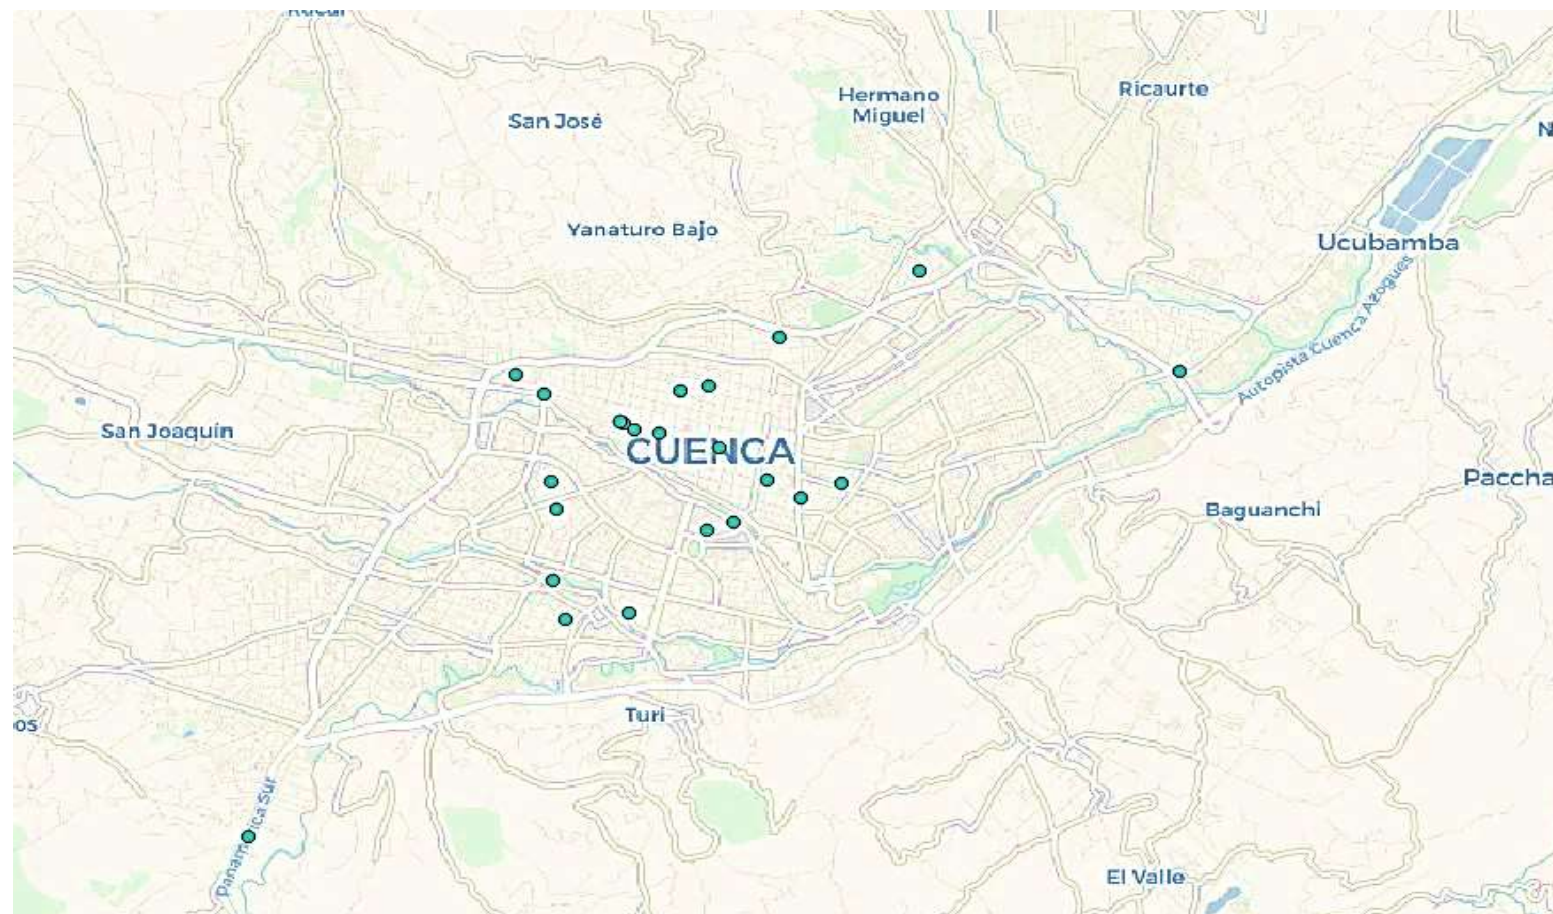 Hermano
Miguel
Ricaurte
San José
N
Yanaturo Bajo
Ucubamba
Autopista Cuenca Azogues
San Joaquín
CUENCA
Paccha
Baguanchi
os
Turi
Panamericana Sur
El Valle